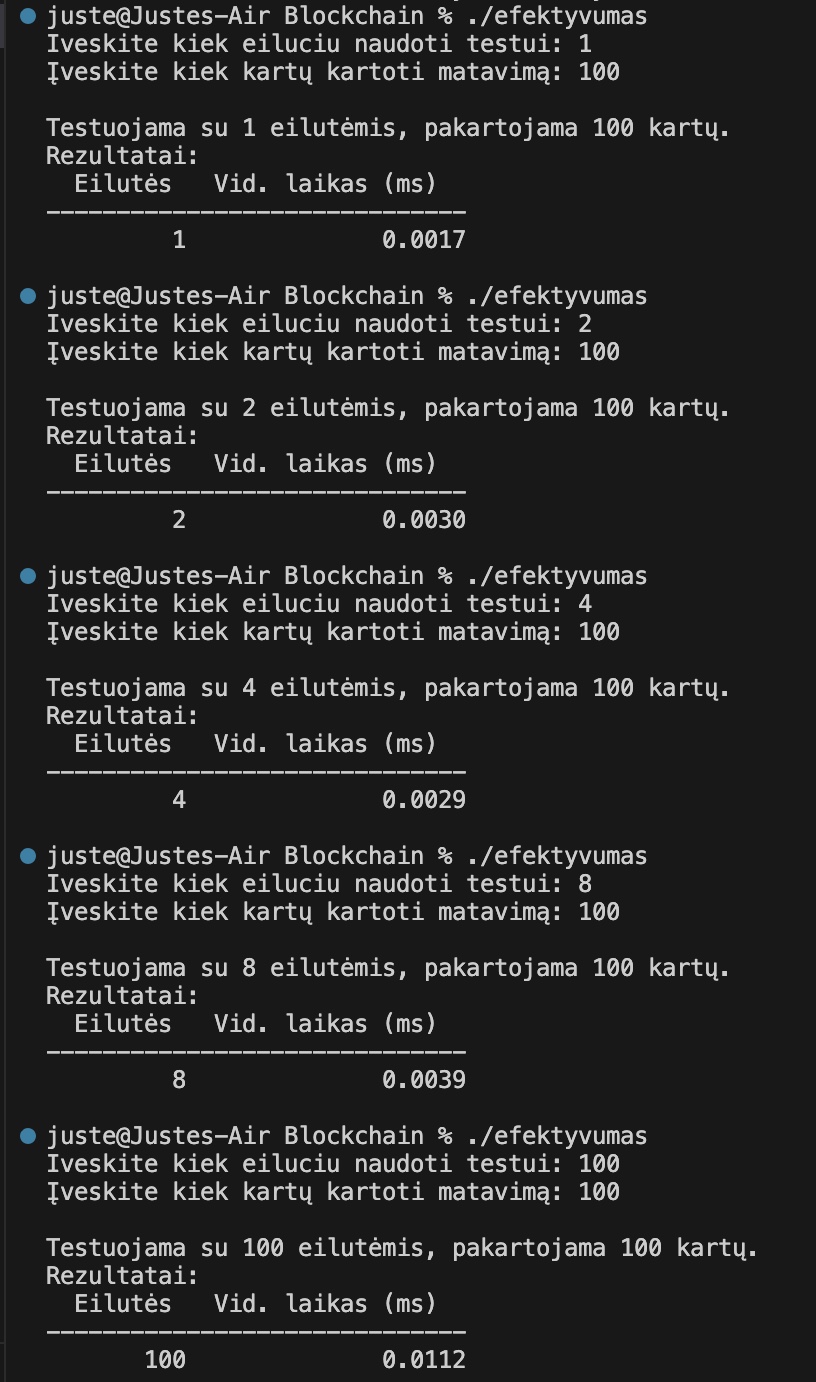 juste@Justes-Air Blockchain % ./efektyvumas
Iveskite kiek eiluciu naudoti testui: 1
Įveskite kiek kartų kartoti matavimą: 100
Testuojama su 1 eilutėmis, pakartojama 100 kartų.
Rezultatai:
Eilutės Vid. laikas (ms)
------------------------------
1 0.0017
juste@Justes-Air Blockchain % ./efektyvumas
Iveskite kiek eiluciu naudoti testui: 2
Įveskite kiek kartų kartoti matavimą: 100
Testuojama su 2 eilutėmis, pakartojama 100 kartų.
Rezultatai:
Eilutės Vid. laikas (ms)
------------------------------
2 0.0030
juste@Justes-Air Blockchain % ./efektyvumas
Iveskite kiek eiluciu naudoti testui: 4
Įveskite kiek kartų kartoti matavimą: 100
Testuojama su 4 eilutėmis, pakartojama 100 kartų.
Rezultatai:
Eilutės Vid. laikas (ms)
------------------------------
4 0.0029
juste@Justes-Air Blockchain % ./efektyvumas
Iveskite kiek eiluciu naudoti testui: 8
Įveskite kiek kartų kartoti matavimą: 100
Testuojama su 8 eilutėmis, pakartojama 100 kartų.
Rezultatai:
Eilutės Vid. laikas (ms)
------------------------------
8 0.0039
juste@Justes-Air Blockchain % ./efektyvumas
Iveskite kiek eiluciu naudoti testui: 100
Įveskite kiek kartų kartoti matavimą: 100
Testuojama su 100 eilutėmis, pakartojama 100 kartų.
Rezultatai:
Eilutės Vid. laikas (ms)
------------------------------
100 0.0112